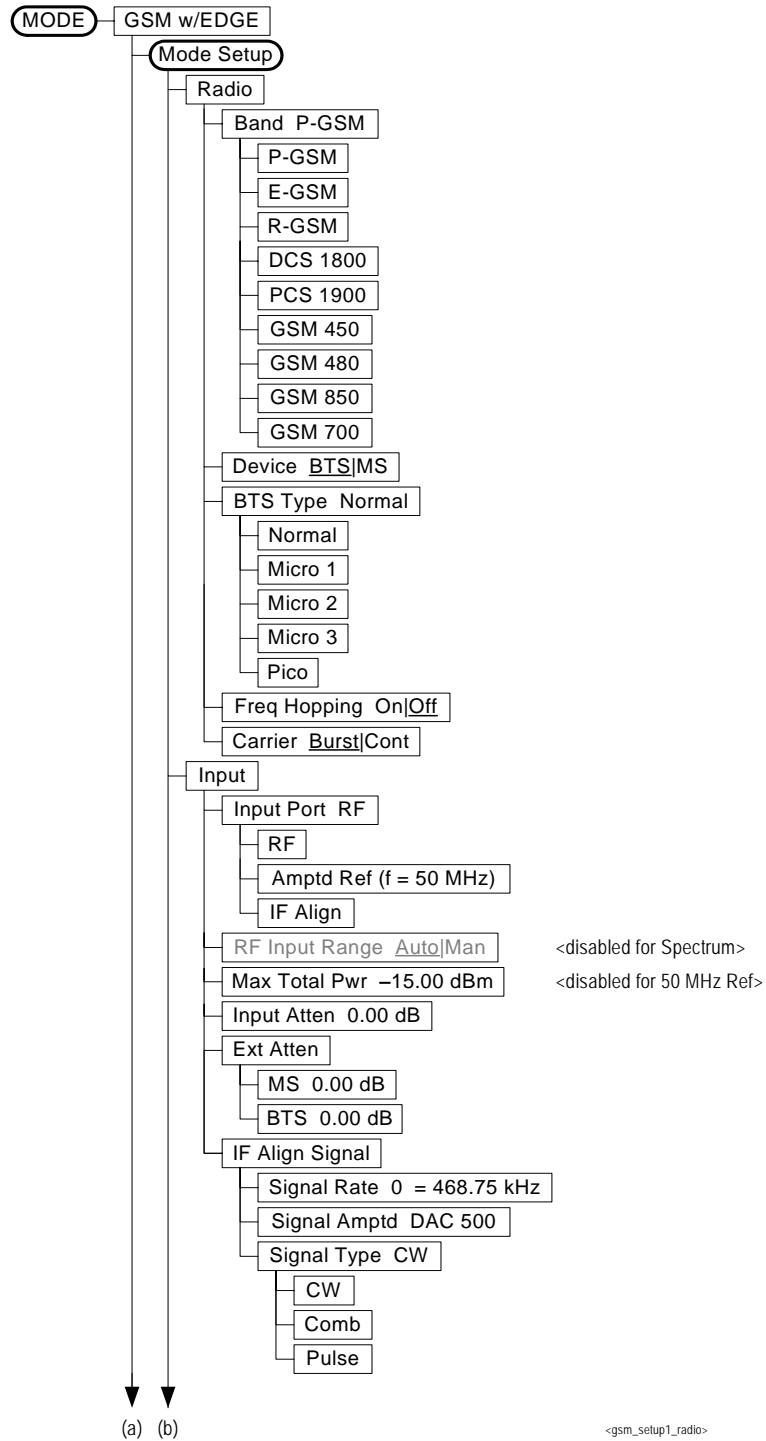 MODE GSM w/EDGE
Mode Setup
Radio
Band P-GSM
P-GSM
E-GSM
R-GSM
DCS 1800
PCS 1900
GSM 450
GSM 480
GSM 850
GSM 700
Device BTS|MS
BTS Type Normal
Normal
Micro 1
Micro 2
Micro 3
Pico
Freq Hopping On|Off
Carrier Burst|Cont
Input
Input Port RF
RF
Amptd Ref (f = 50 MHz)
IF Align
RF Input Range Auto|Man <disabled for Spectrum>
Max Total Pwr –15.00 dBm <disabled for 50 MHz Ref>
Input Atten 0.00 dB
Ext Atten
MS 0.00 dB
BTS 0.00 dB
IF Align Signal
Signal Rate 0 = 468.75 kHz
Signal Amptd DAC 500
Signal Type CW
CW
Comb
Pulse
(a) (b) <gsm_setup1_radio>